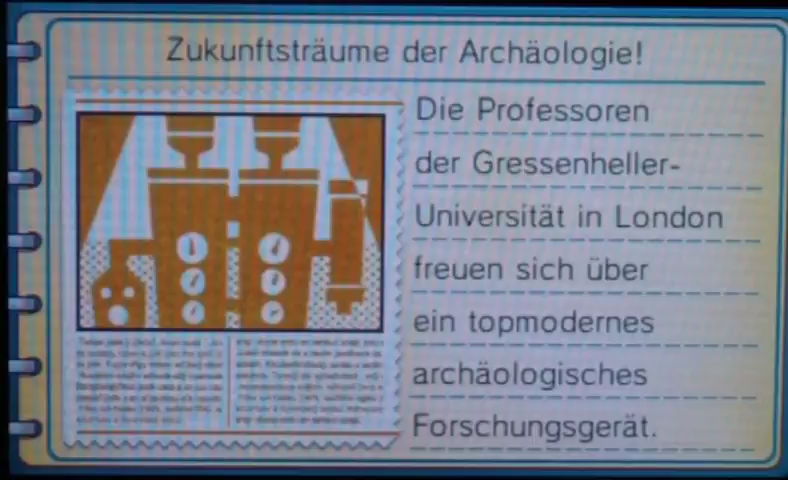 Zukunftsträume der Archäologie!
Die Professoren
der Gressenheller-
Universität in London
freuen sich über
ein topmodernes
archäologisches
Forschungsgerät.